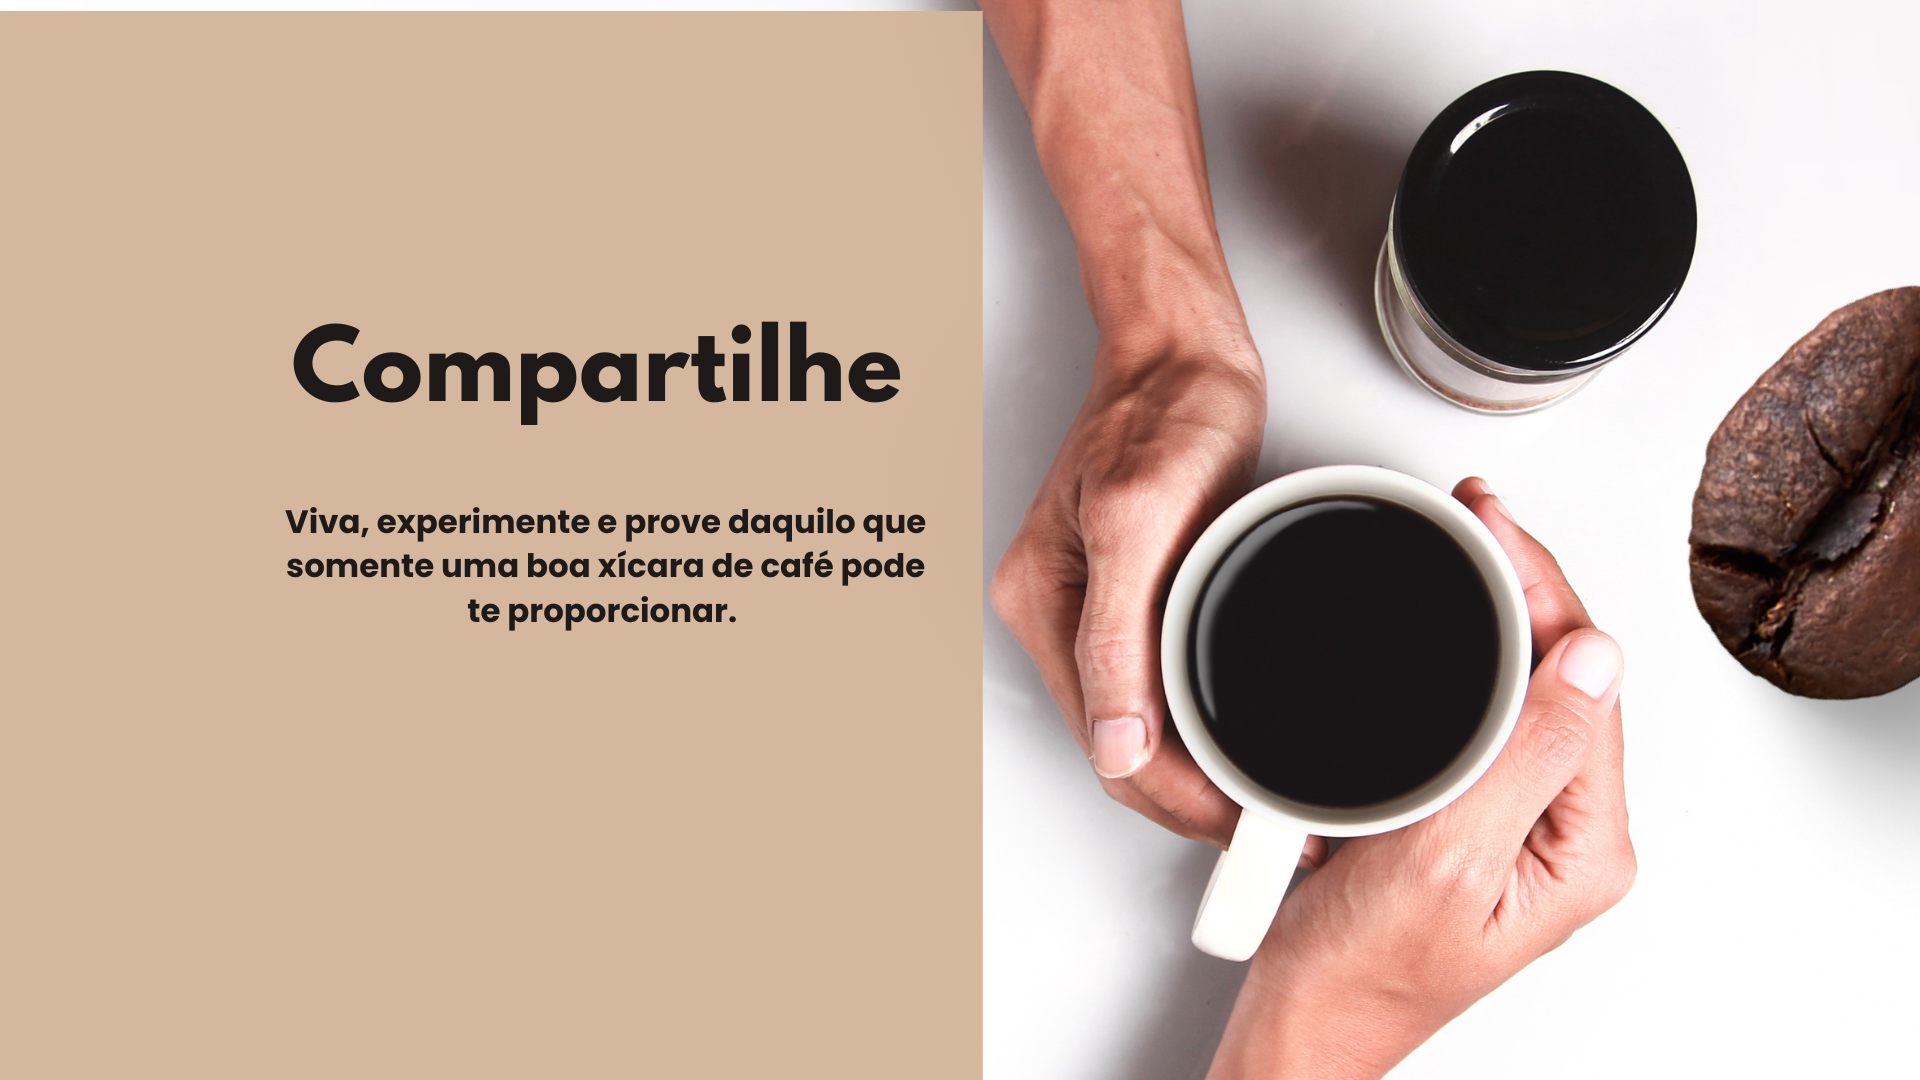 Compartilhe
Viva, experimente e prove daquilo que
somente uma boa xícara de café pode
te proporcionar.